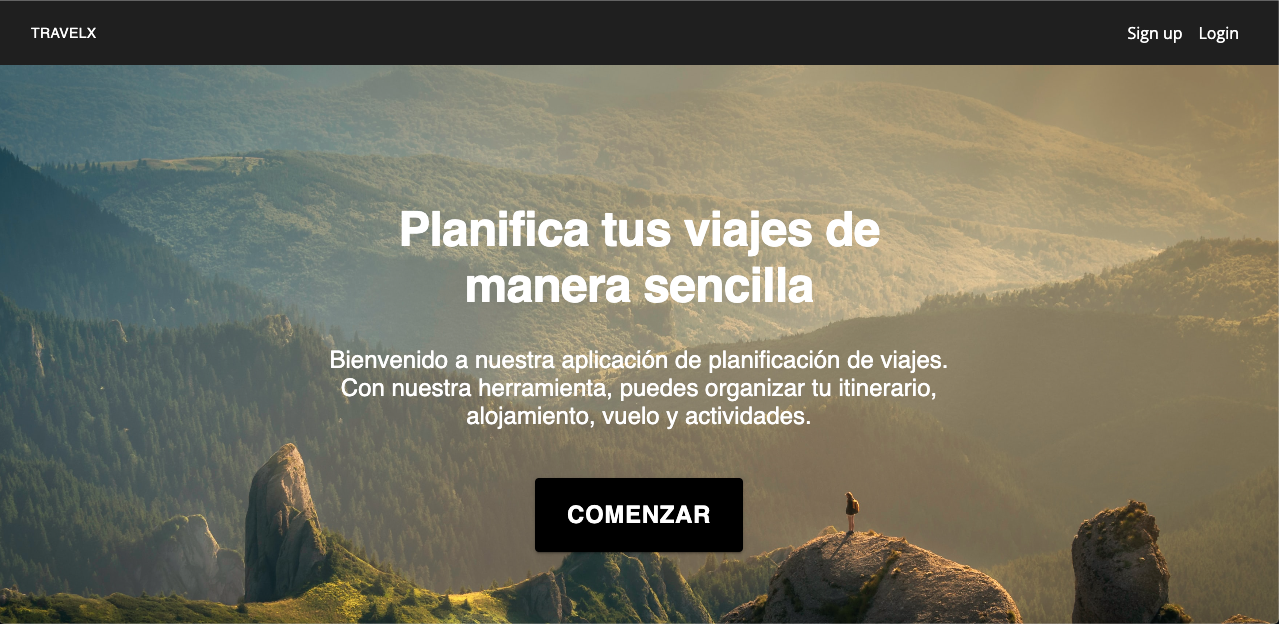 TRAVELX
Sign up Login
Planifica tus viajes de
manera sencilla
Bienvenido a nuestra aplicación de planificación de viajes.
Con nuestra herramienta, puedes organizar tu itinerario,
alojamiento, vuelo y actividades.
COMENZAR